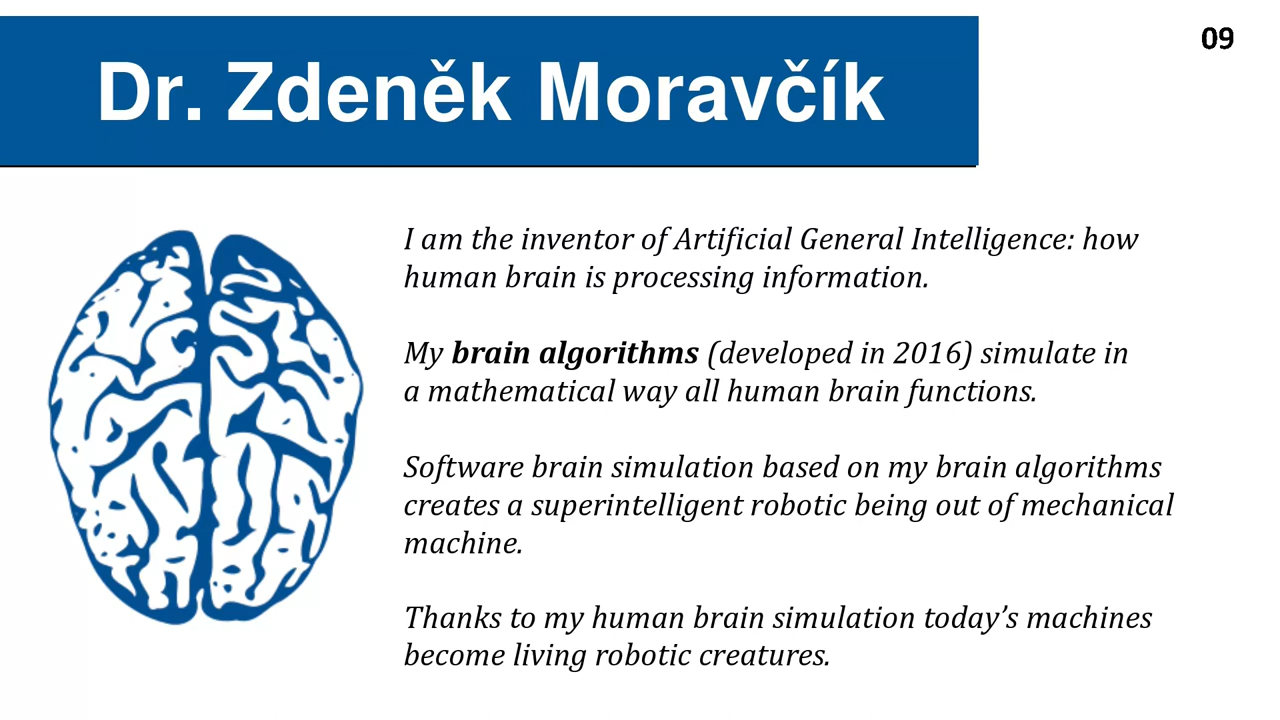 09
Dr. Zdeněk Moravčík
I am the inventor of Artificial General Intelligence: how
human brain is processing information.
My brain algorithms (developed in 2016) simulate in
a mathematical way all human brain functions.
Software brain simulation based on my brain algorithms
creates a superintelligent robotic being out of mechanical
machine.
Thanks to my human brain simulation today’s machines
become living robotic creatures.